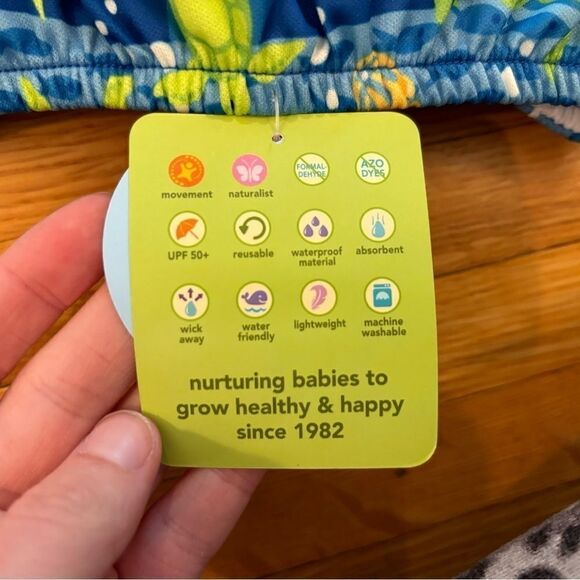 FORMAL-
DEHYDE
AZO
DYES
movement naturalist
UPF 50+ reusable waterproof
material absorbent
wick
away water
friendly lightweight machine
washable
nurturing babies to
grow healthy & happy
since 1982